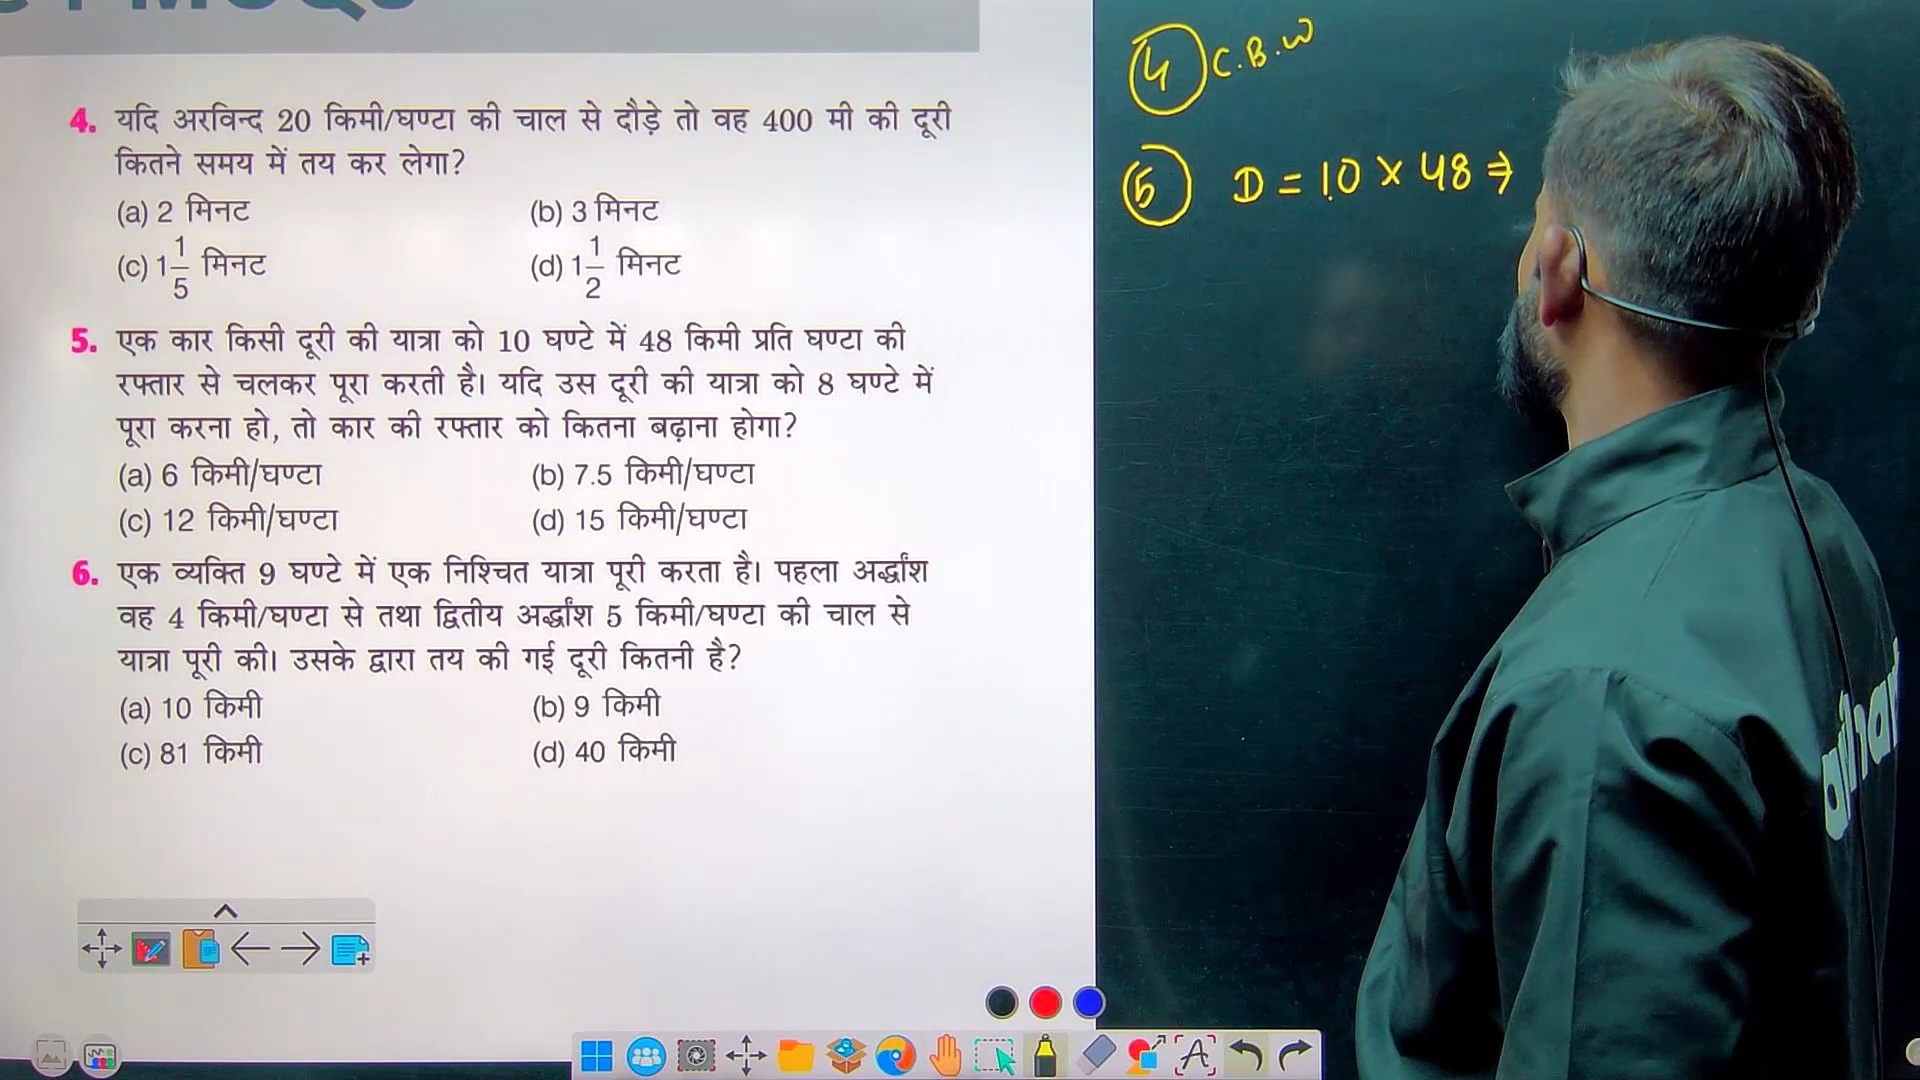 4. यदि अरविन्द 20 किमी/घण्टा की चाल से दौड़े तो वह 400 मी की दूरी
कितने समय में तय कर लेगा?
(a) 2 मिनट (b) 3 मिनट
(c) 1 1/5 मिनट (d) 1 1/2 मिनट
5. एक कार किसी दूरी की यात्रा को 10 घण्टे में 48 किमी प्रति घण्टा की
रफ्तार से चलकर पूरा करती है। यदि उस दूरी की यात्रा को 8 घण्टे में
पूरा करना हो, तो कार की रफ्तार को कितना बढ़ाना होगा?
(a) 6 किमी/घण्टा (b) 7.5 किमी/घण्टा
(c) 12 किमी/घण्टा (d) 15 किमी/घण्टा
6. एक व्यक्ति 9 घण्टे में एक निश्चित यात्रा पूरी करता है। पहला अर्द्धांश
वह 4 किमी/घण्टा से तथा द्वितीय अर्द्धांश 5 किमी/घण्टा की चाल से
यात्रा पूरी की। उसके द्वारा तय की गई दूरी कितनी है?
(a) 10 किमी (b) 9 किमी
(c) 81 किमी (d) 40 किमी
4 C.B.W
5 D = 10 × 48 ⇒